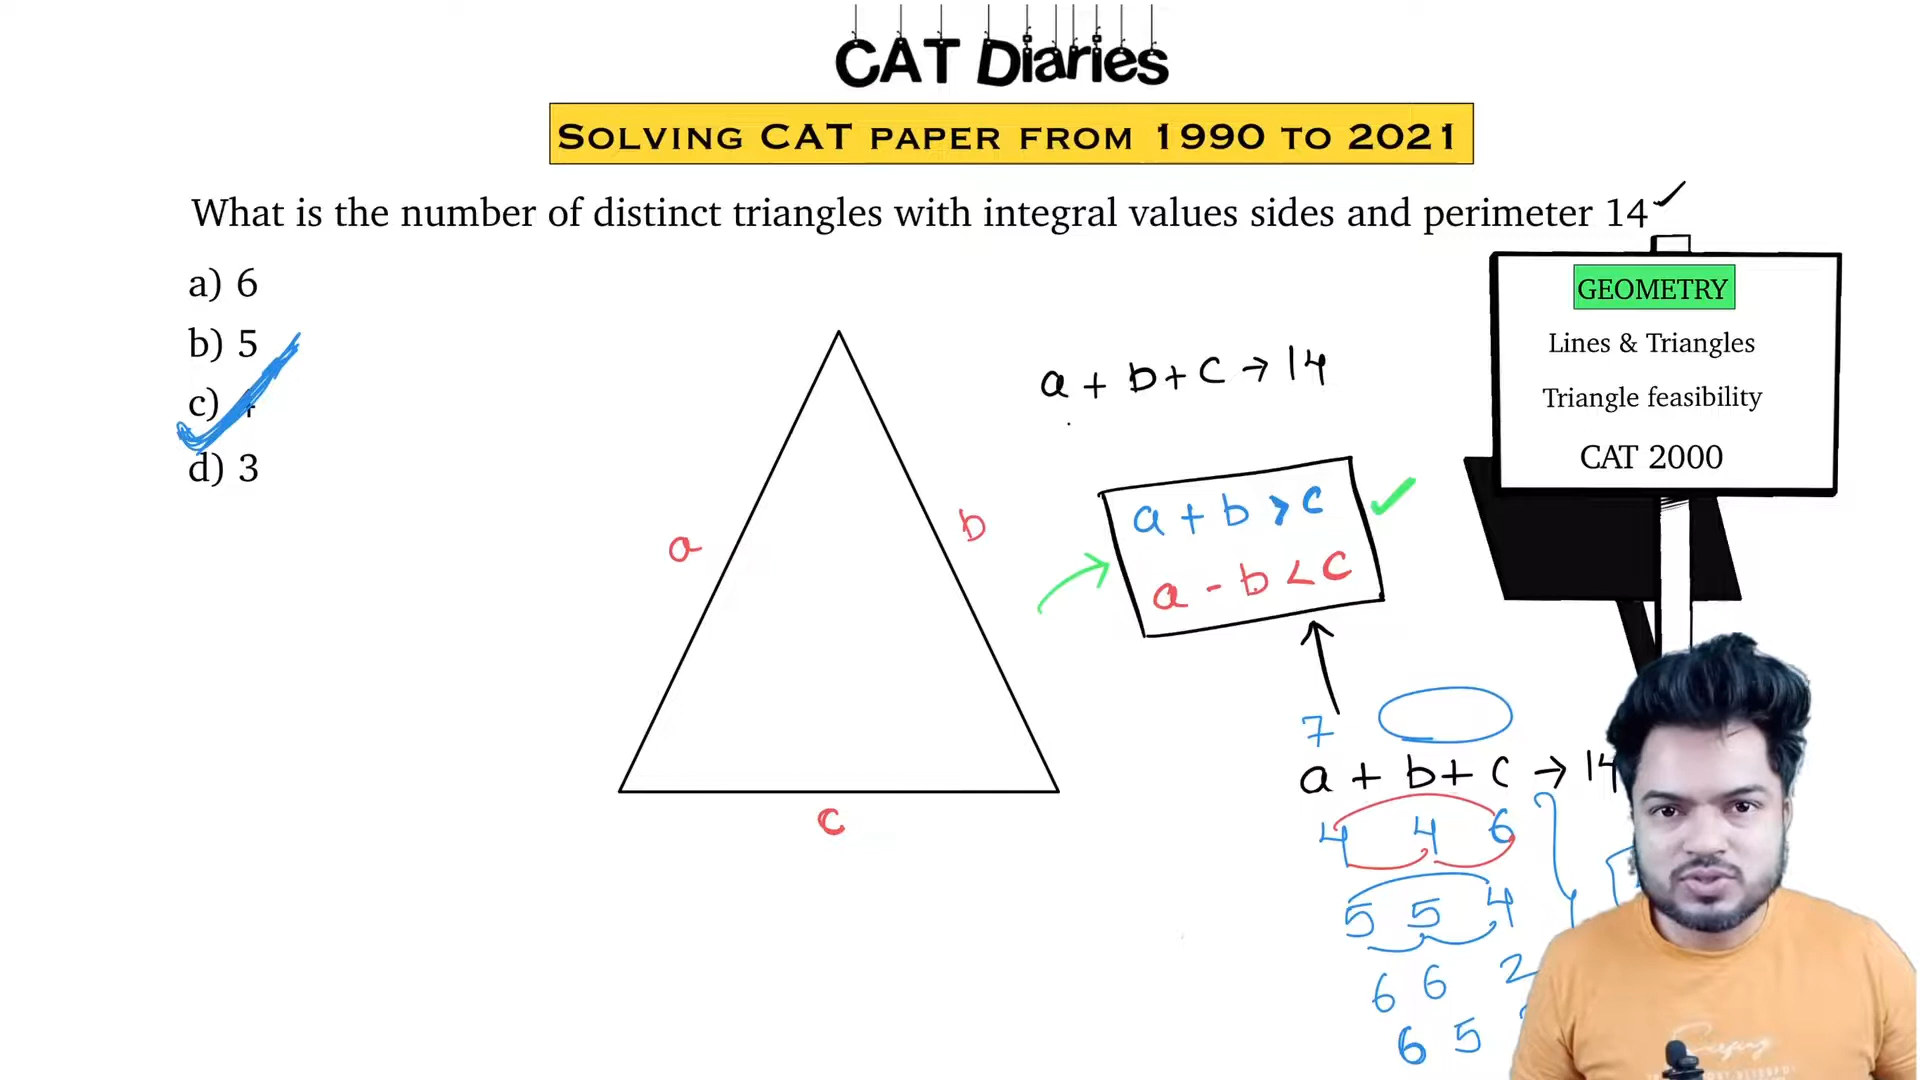 CAT Diaries
SOLVING CAT PAPER FROM 1990 TO 2021
What is the number of distinct triangles with integral values sides and perimeter 14
a) 6
b) 5
c)
d) 3
GEOMETRY
Lines & Triangles
Triangle feasibility
CAT 2000
a + b + c → 14
a + b > c
a - b < c
a
b
c
7
a + b + c → 14
4 4 6
5 5 4
6 6 2
6 5